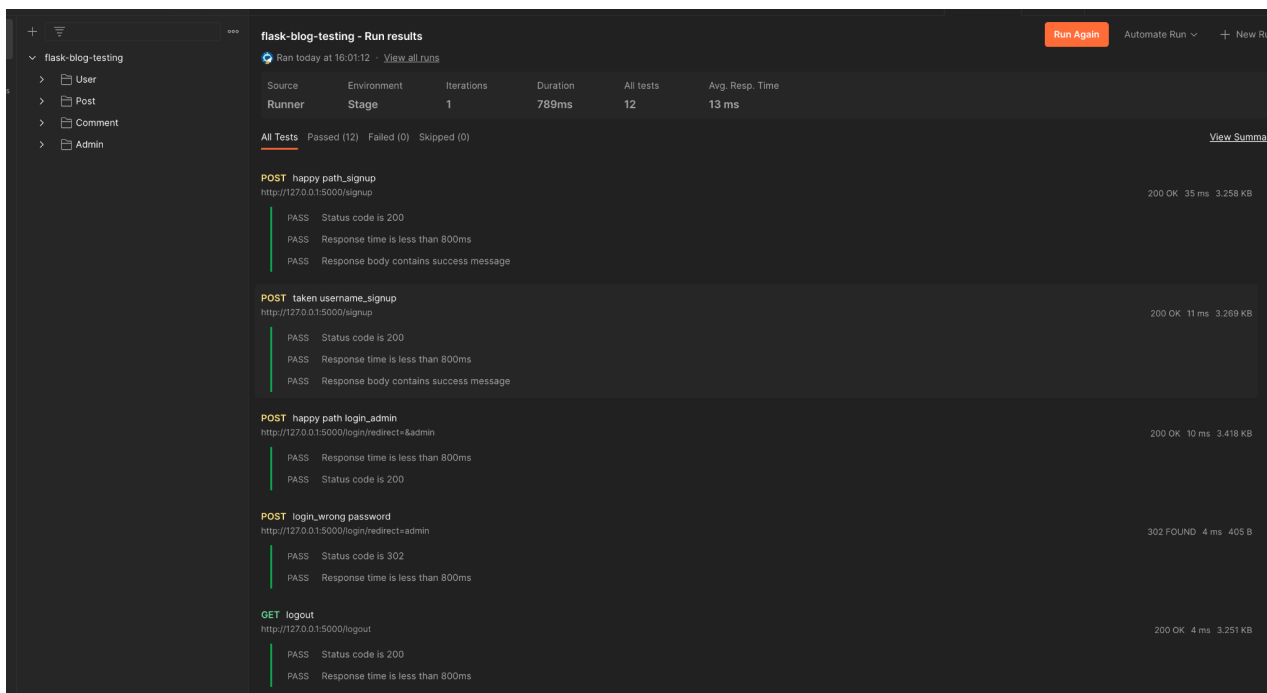 flask-blog-testing - Run results
Run Again
Automate Run
+ New Ru
flask-blog-testing
Ran today at 16:01:12 · View all runs
User
Post
Comment
Admin
Source Environment Iterations Duration All tests Avg. Resp. Time
Runner Stage 1 789ms 12 13 ms
All Tests Passed (12) Failed (0) Skipped (0)
View Summa
POST happy path_signup
http://127.0.0.1:5000/signup
200 OK 35 ms 3.258 KB
PASS Status code is 200
PASS Response time is less than 800ms
PASS Response body contains success message
POST taken username_signup
http://127.0.0.1:5000/signup
200 OK 11 ms 3.269 KB
PASS Status code is 200
PASS Response time is less than 800ms
PASS Response body contains success message
POST happy path login_admin
http://127.0.0.1:5000/login/redirect=&admin
200 OK 10 ms 3.418 KB
PASS Response time is less than 800ms
PASS Status code is 200
POST login_wrong password
http://127.0.0.1:5000/login/redirect=admin
302 FOUND 4 ms 405 B
PASS Status code is 302
PASS Response time is less than 800ms
GET logout
http://127.0.0.1:5000/logout
200 OK 4 ms 3.251 KB
PASS Status code is 200
PASS Response time is less than 800ms